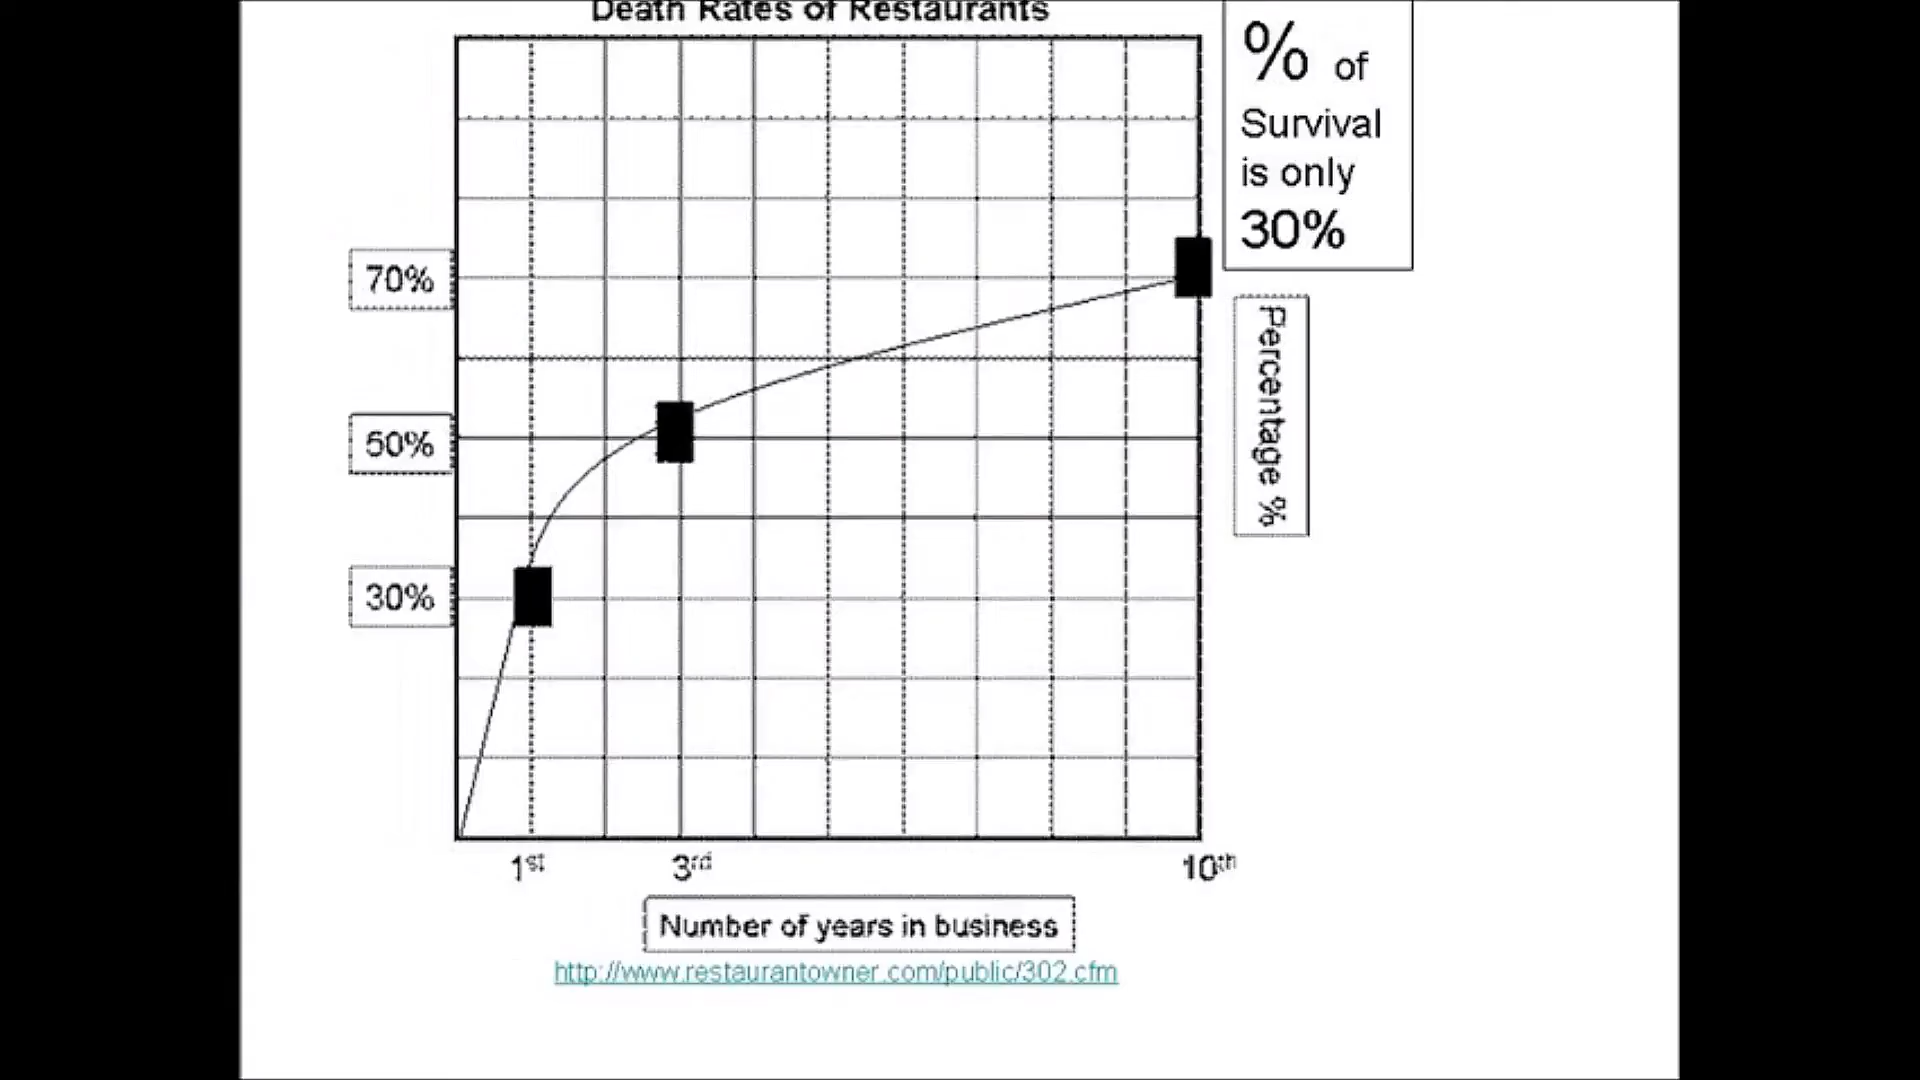 Death Rates of Restaurants
% of
Survival
is only
30%
70%
50%
30%
Percentage %
1st
3rd
10th
Number of years in business
http://www.restaurantowner.com/public/302.cfm